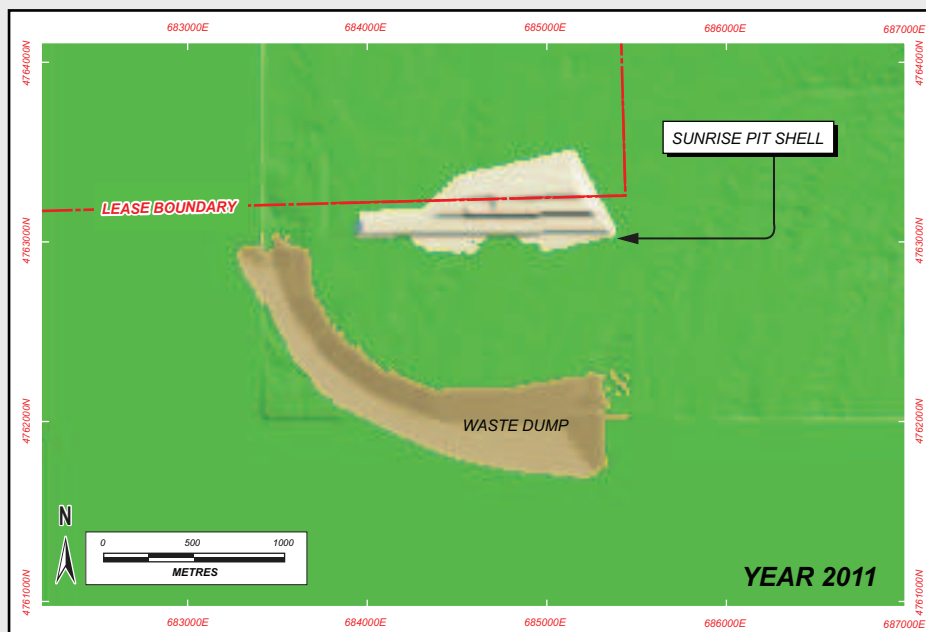 683000E 684000E 685000E 686000E 687000E
4764000N 4764000N
SUNRISE PIT SHELL
LEASE BOUNDARY
4763000N 4763000N
4762000N 4762000N
WASTE DUMP
N
0 500 1000
METRES
YEAR 2011
4761000N 4761000N
683000E 684000E 685000E 686000E 687000E